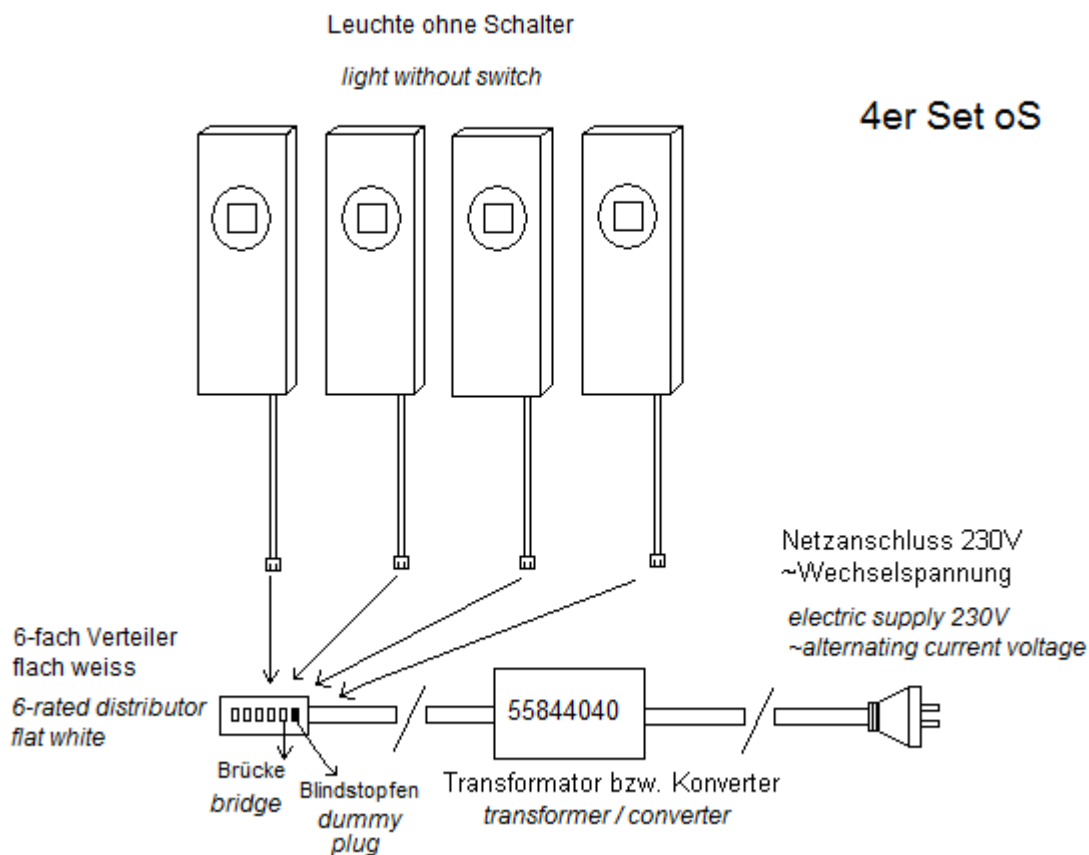 Leuchte ohne Schalter
light without switch
4er Set oS
Netzanschluss 230V
~Wechselspannung
electric supply 230V
~alternating current voltage
6-fach Verteiler
flach weiss
6-rated distributor
flat white
55844040
Brücke
bridge
Blindstopfen
dummy
plug
Transformator bzw. Konverter
transformer / converter